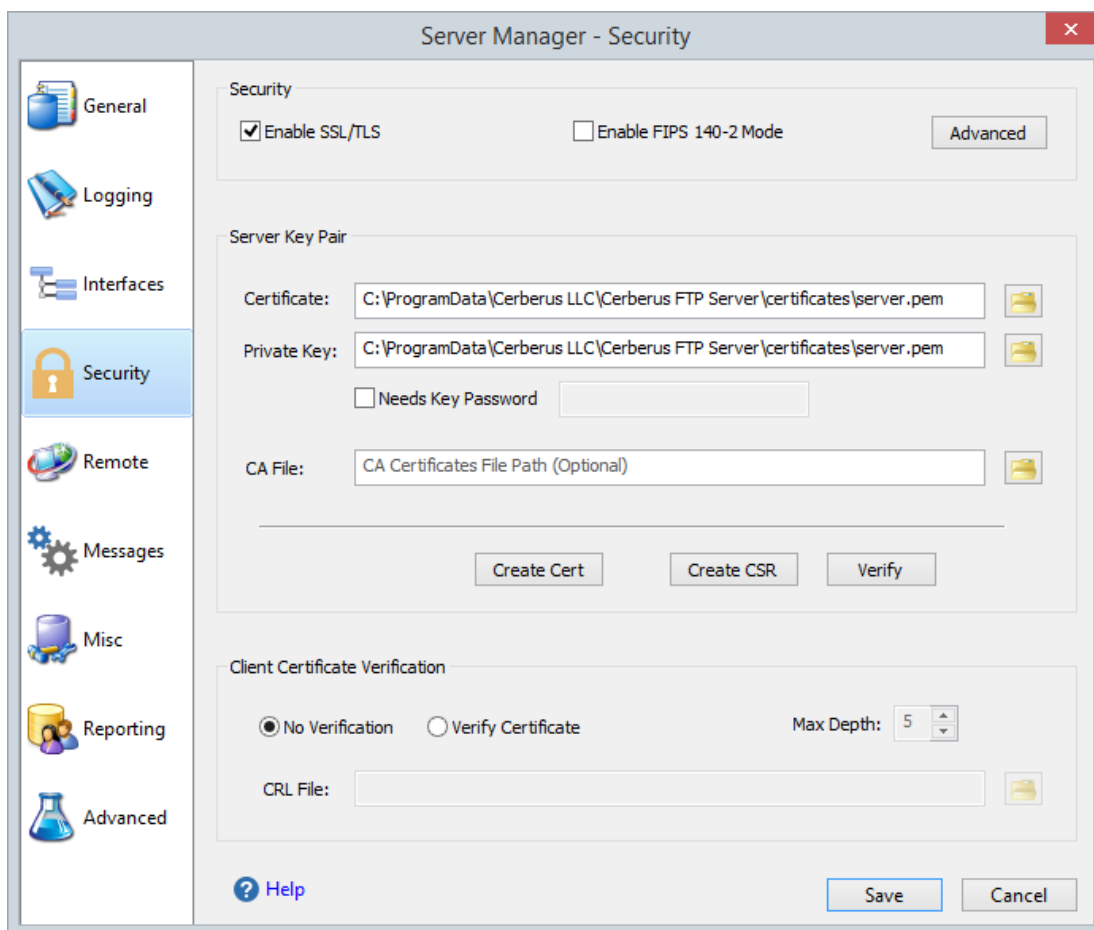 Server Manager - Security
General
Logging
Interfaces
Security
Remote
Messages
Misc
Reporting
Advanced
Security
Enable SSL/TLS Enable FIPS 140-2 Mode Advanced
Server Key Pair
Certificate: C:\ProgramData\Cerberus LLC\Cerberus FTP Server\certificates\server.pem
Private Key: C:\ProgramData\Cerberus LLC\Cerberus FTP Server\certificates\server.pem
Needs Key Password
CA File: CA Certificates File Path (Optional)
Create Cert Create CSR Verify
Client Certificate Verification
No Verification Verify Certificate Max Depth: 5
CRL File:
? Help Save Cancel